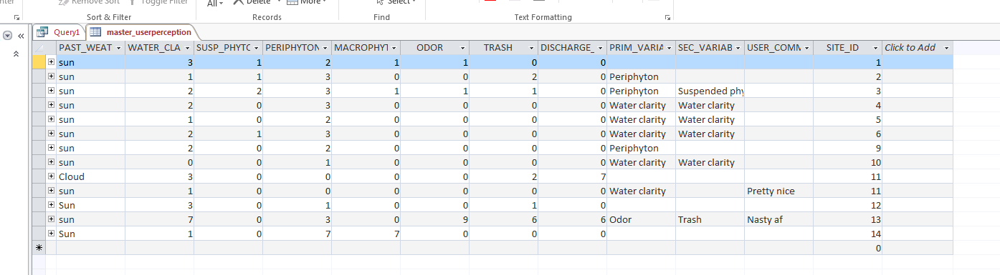 nter Remove Sort Toggle Filter All Delete More Select
Sort & Filter Records Find Text Formatting
Query1 master_userperception
PAST_WEAT WATER_CLA SUSP_PHYTC PERIPHYTON MACROPHYT ODOR TRASH DISCHARGE_ PRIM_VARIA SEC_VARIAB USER_COMM SITE_ID Click to Add
sun 3 1 2 1 1 0 0 1
sun 1 1 3 0 0 2 0 Periphyton 2
sun 2 2 3 1 1 1 0 Periphyton Suspended phy 3
sun 2 0 3 0 0 0 0 Water clarity Water clarity 4
sun 1 0 2 0 0 0 0 Water clarity Water clarity 5
sun 2 1 3 0 0 0 0 Water clarity Water clarity 6
sun 2 0 2 0 0 0 0 Periphyton 9
sun 0 0 1 0 0 0 0 Water clarity Water clarity 10
Cloud 3 0 0 0 0 2 7 11
sun 1 0 0 0 0 0 0 Water clarity Pretty nice 11
Sun 3 0 1 0 0 1 0 12
sun 7 0 3 0 9 6 6 Odor Trash Nasty af 13
Sun 1 0 7 7 0 0 0 14
0